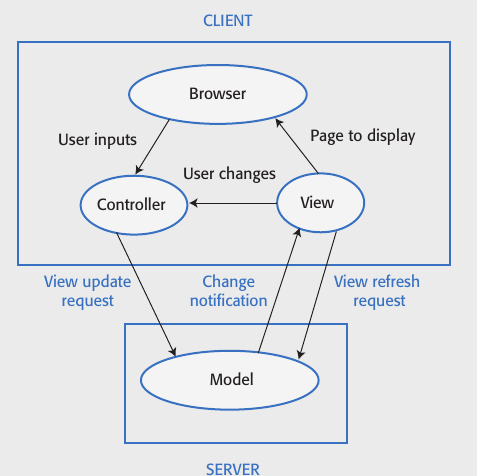 CLIENT
Browser
User inputs
Page to display
User changes
Controller
View
View update
request
Change
notification
View refresh
request
Model
SERVER